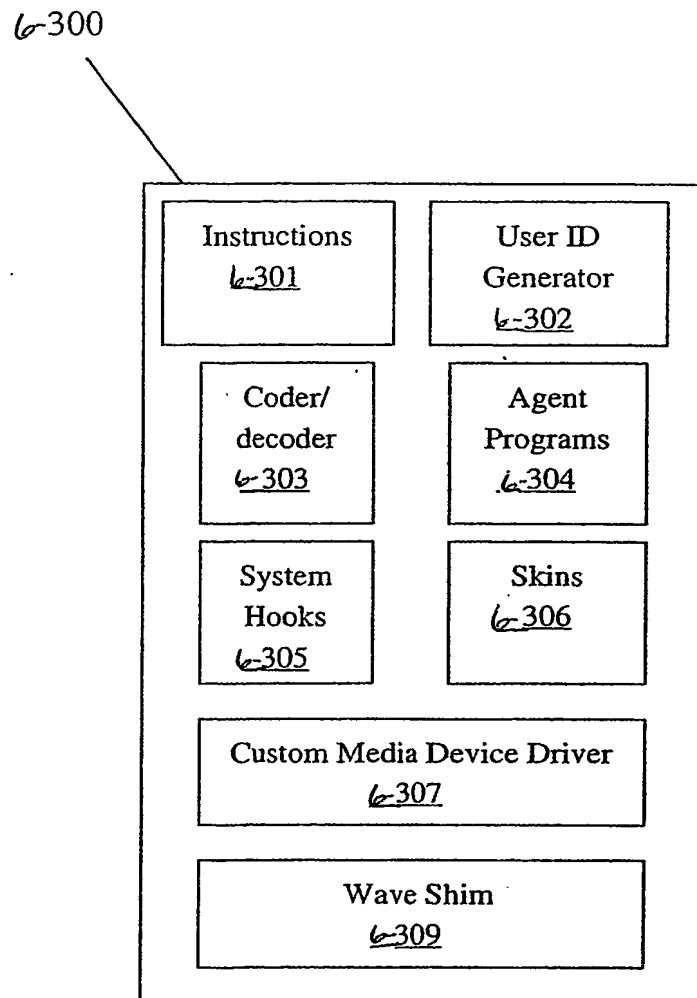 6-300
Instructions
6-301
User ID
Generator
6-302
Coder/
decoder
6-303
Agent
Programs
6-304
System
Hooks
6-305
Skins
6-306
Custom Media Device Driver
6-307
Wave Shim
6-309